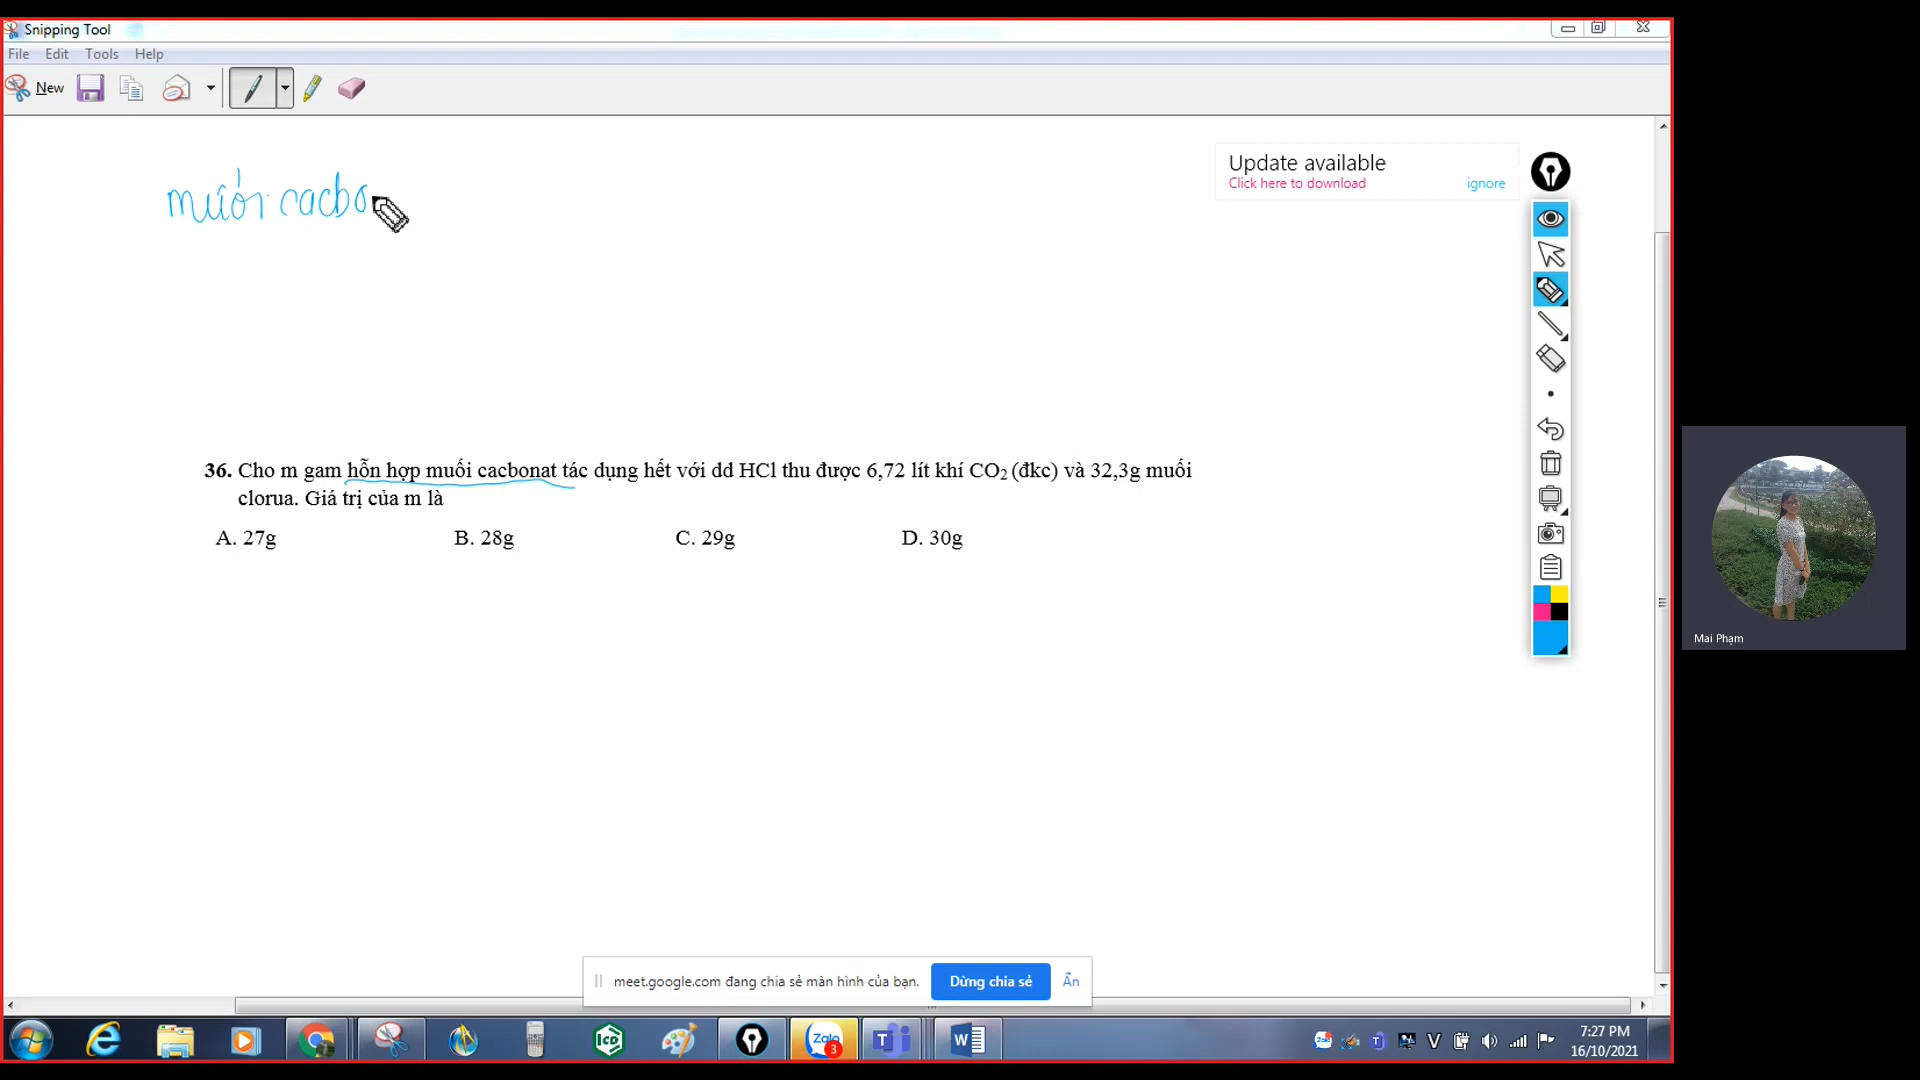 Snipping Tool
File Edit Tools Help
New
Update available
Click here to download ignore
muối cacbo
36. Cho m gam hỗn hợp muối cacbonat tác dụng hết với dd HCl thu được 6,72 lít khí CO2 (đkc) và 32,3g muối
clorua. Giá trị của m là
A. 27g B. 28g C. 29g D. 30g
Mai Phạm
meet.google.com đang chia sẻ màn hình của bạn. Dừng chia sẻ Ẩn
ICD
Zalo
3
T
W
V
7:27 PM
16/10/2021